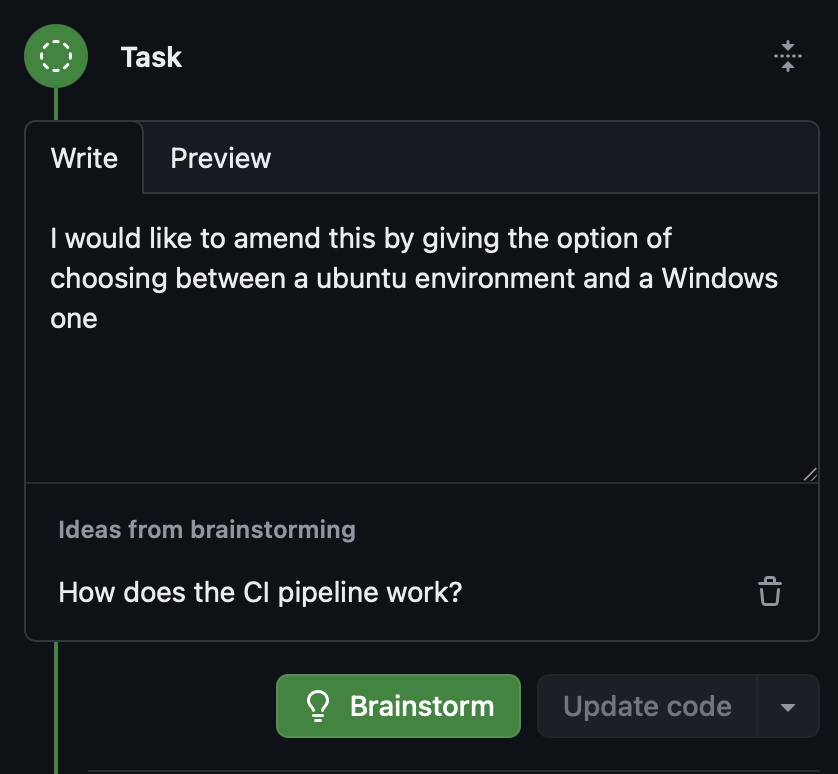 Task
Write
Preview
I would like to amend this by giving the option of
choosing between a ubuntu environment and a Windows
one
Ideas from brainstorming
How does the CI pipeline work?
Brainstorm
Update code